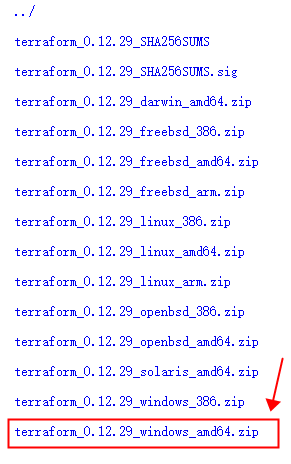 ../
terraform_0.12.29_SHA256SUMS
terraform_0.12.29_SHA256SUMS.sig
terraform_0.12.29_darwin_amd64.zip
terraform_0.12.29_freebsd_386.zip
terraform_0.12.29_freebsd_amd64.zip
terraform_0.12.29_freebsd_arm.zip
terraform_0.12.29_linux_386.zip
terraform_0.12.29_linux_amd64.zip
terraform_0.12.29_linux_arm.zip
terraform_0.12.29_openbsd_386.zip
terraform_0.12.29_openbsd_amd64.zip
terraform_0.12.29_solaris_amd64.zip
terraform_0.12.29_windows_386.zip
terraform_0.12.29_windows_amd64.zip